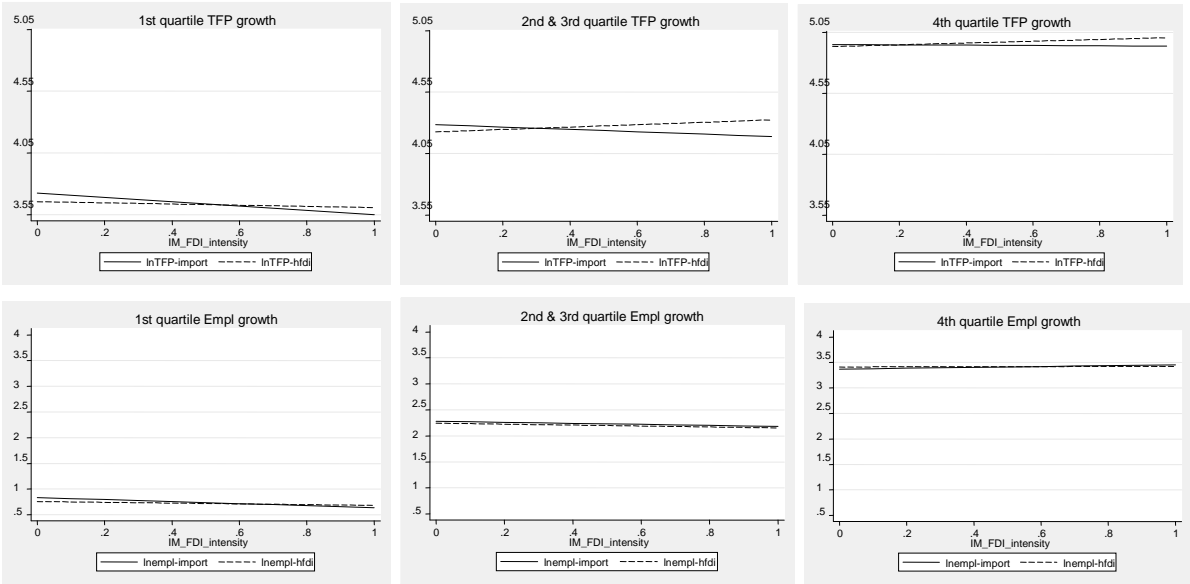 1st quartile TFP growth
5.05
4.55
4.05
3.55
0 .2 .4 .6 .8 1
IM_FDI_intensity
lnTFP-import lnTFP-hfdi
2nd & 3rd quartile TFP growth
5.05
4.55
4.05
3.55
0 .2 .4 .6 .8 1
IM_FDI_intensity
lnTFP-import lnTFP-hfdi
4th quartile TFP growth
5.05
4.55
4.05
3.55
0 .2 .4 .6 .8 1
IM_FDI_intensity
lnTFP-import lnTFP-hfdi
1st quartile Empl growth
4
3.5
3
2.5
2
1.5
1
.5
0 .2 .4 .6 .8 1
IM_FDI_intensity
lnempl-import lnempl-hfdi
2nd & 3rd quartile Empl growth
4
3.5
3
2.5
2
1.5
1
.5
0 .2 .4 .6 .8 1
IM_FDI_intensity
lnempl-import lnempl-hfdi
4th quartile Empl growth
4
3.5
3
2.5
2
1.5
1
.5
0 .2 .4 .6 .8 1
IM_FDI_intensity
lnempl-import lnempl-hfdi